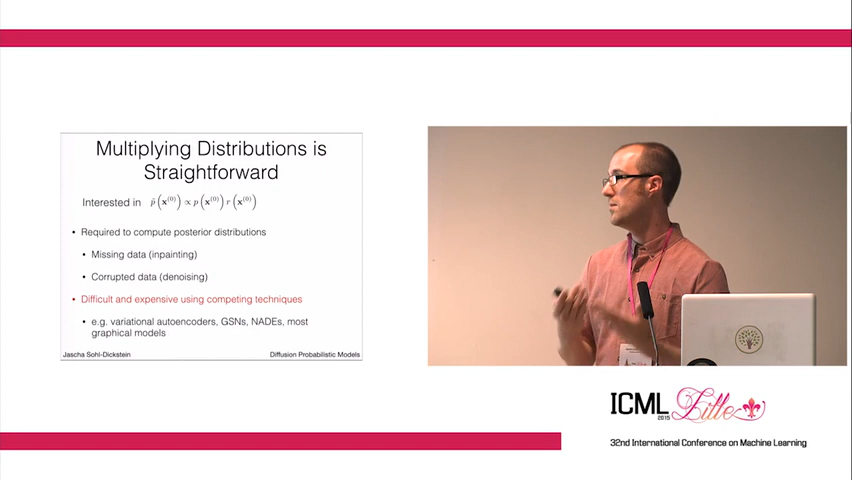 Multiplying Distributions is
Straightforward
Interested in p̃(x⁽⁰⁾) ∝ p(x⁽⁰⁾) r(x⁽⁰⁾)
• Required to compute posterior distributions
• Missing data (inpainting)
• Corrupted data (denoising)
• Difficult and expensive using competing techniques
• e.g. variational autoencoders, GSNs, NADEs, most
graphical models
Jascha Sohl-Dickstein
Diffusion Probabilistic Models
ICML Lille
2015
32nd International Conference on Machine Learning